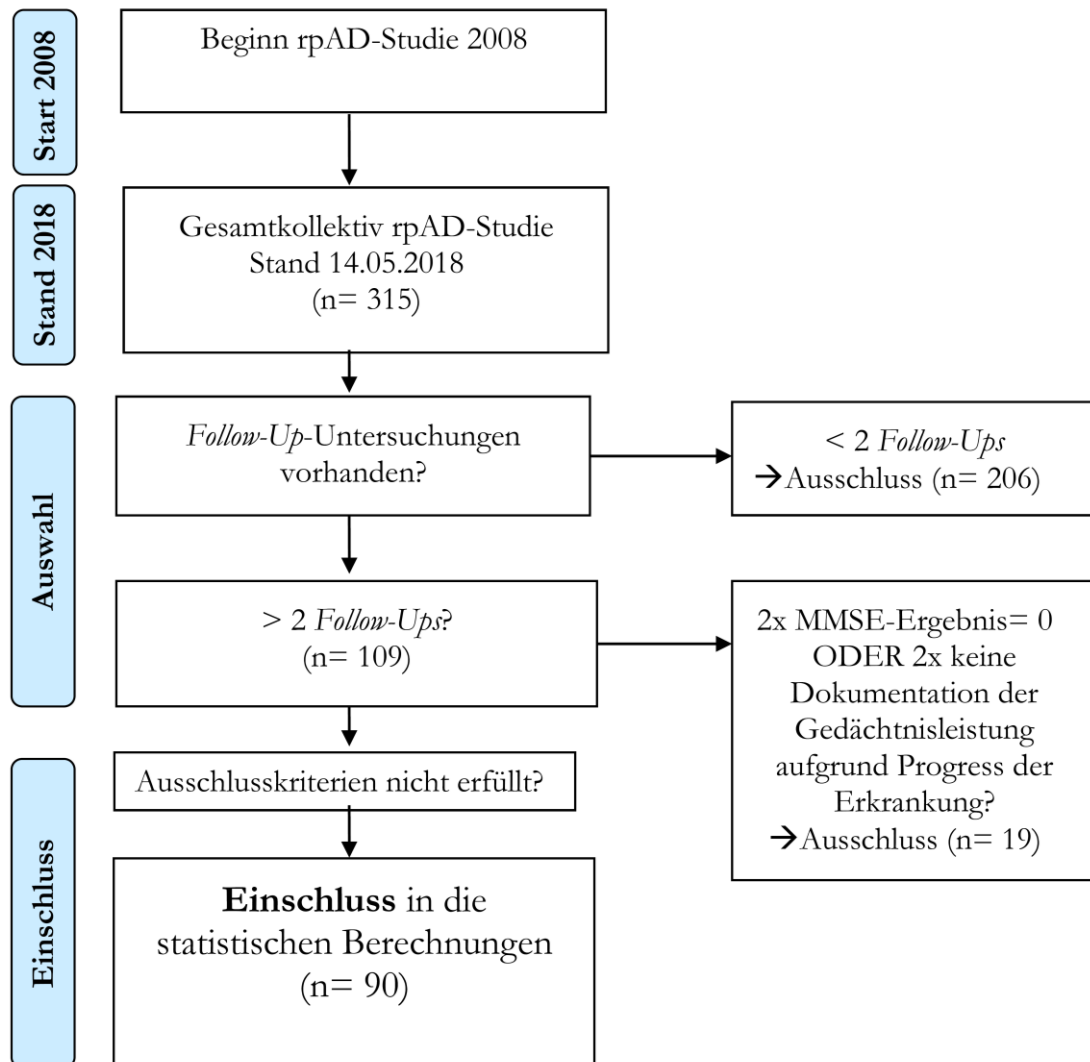 Start 2008
Beginn rpAD-Studie 2008
Stand 2018
Gesamtkollektiv rpAD-Studie
Stand 14.05.2018
(n= 315)
Auswahl
Follow-Up-Untersuchungen
vorhanden?
< 2 Follow-Ups
→Ausschluss (n= 206)
> 2 Follow-Ups?
(n= 109)
2x MMSE-Ergebnis= 0
ODER 2x keine
Dokumentation der
Gedächtnisleistung
aufgrund Progress der
Erkrankung?
→Ausschluss (n= 19)
Einschluss
Ausschlusskriterien nicht erfüllt?
Einschluss in die
statistischen Berechnungen
(n= 90)